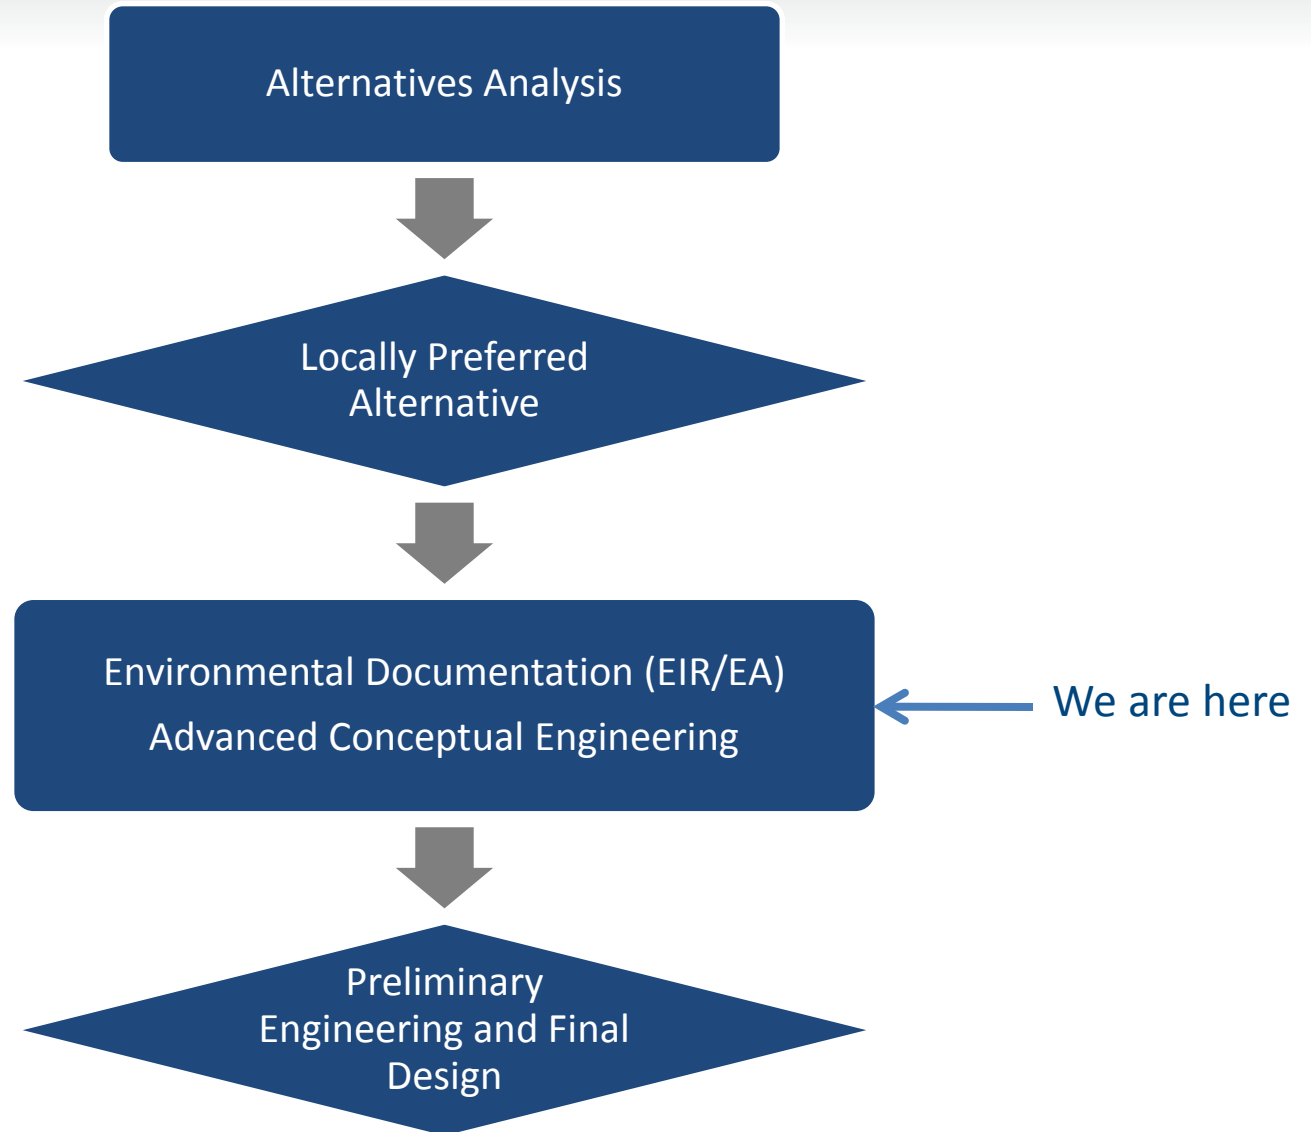 Alternatives Analysis
Locally Preferred
Alternative
Environmental Documentation (EIR/EA)
Advanced Conceptual Engineering
We are here
Preliminary
Engineering and Final
Design